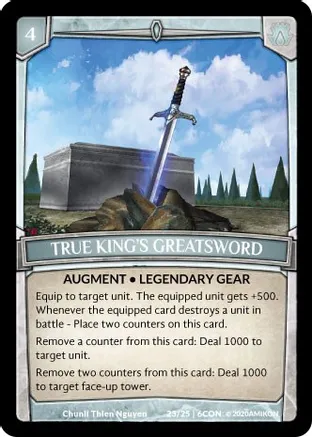 4
TRUE KING'S GREATSWORD
AUGMENT • LEGENDARY GEAR
Equip to target unit. The equipped unit gets +500.
Whenever the equipped card destroys a unit in
battle - Place two counters on this card.
Remove a counter from this card: Deal 1000 to
target unit.
Remove two counters from this card: Deal 1000
to target face-up tower.
Chunli Thien Nguyen 23/25 | 6CON © 2020AMIKON